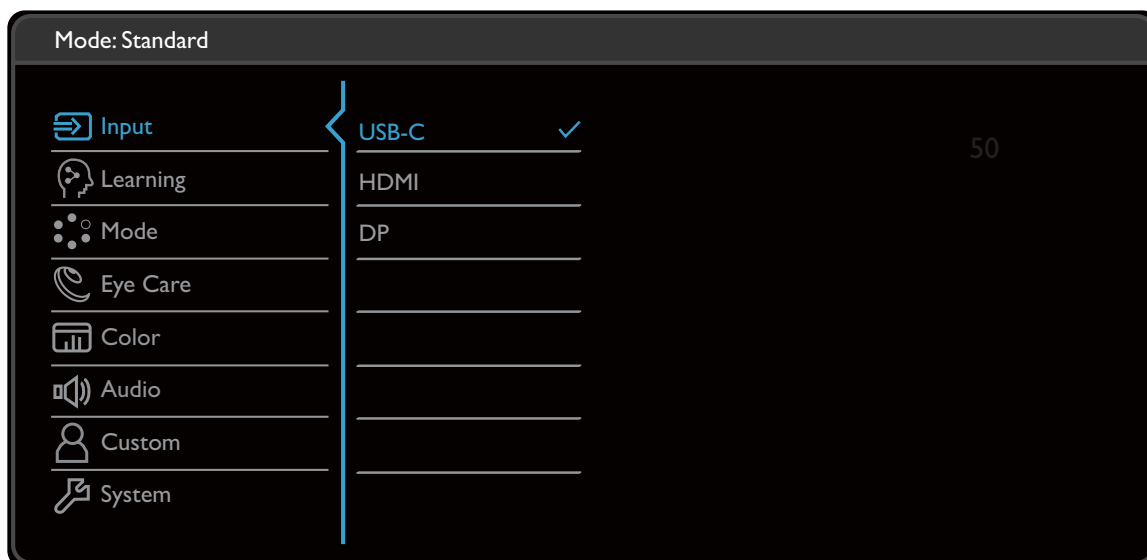 Mode: Standard
Input
Learning
Mode
Eye Care
Color
Audio
Custom
System
USB-C
HDMI
DP
50